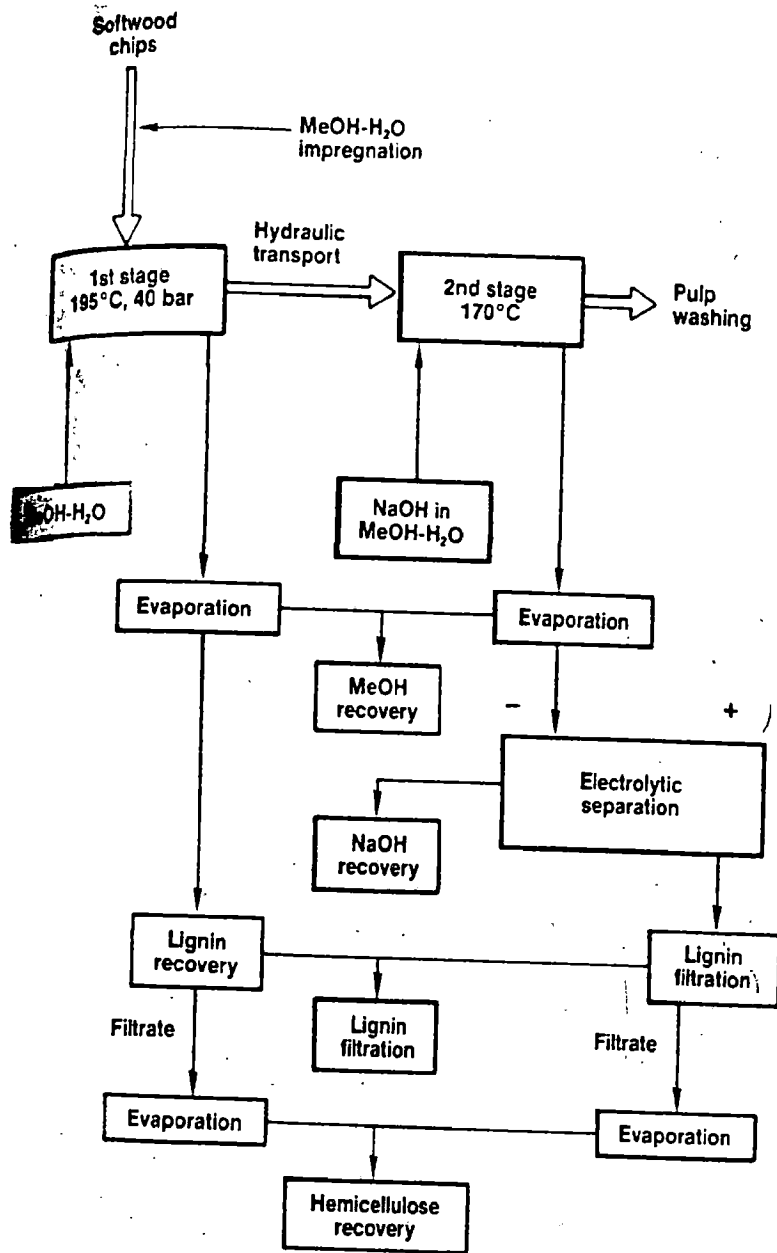 Softwood
chips
MeOH-H₂O
impregnation
Hydraulic
transport
1st stage
195°C, 40 bar
2nd stage
170°C
Pulp
washing
OH-H₂O
NaOH in
MeOH-H₂O
Evaporation
Evaporation
MeOH
recovery
− +
Electrolytic
separation
NaOH
recovery
Lignin
recovery
Lignin
filtration
Lignin
filtration
Filtrate
Filtrate
Evaporation
Evaporation
Hemicellulose
recovery